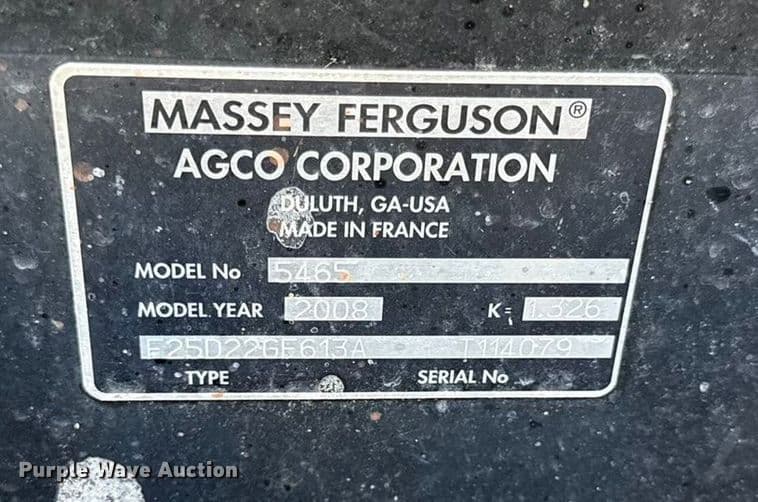 MASSEY FERGUSON®
AGCO CORPORATION
DULUTH, GA-USA
MADE IN FRANCE
MODEL No 5465
MODEL YEAR 2008 K= 1.326
E25D22GF613A T114079
TYPE SERIAL No
Purple Wave Auction